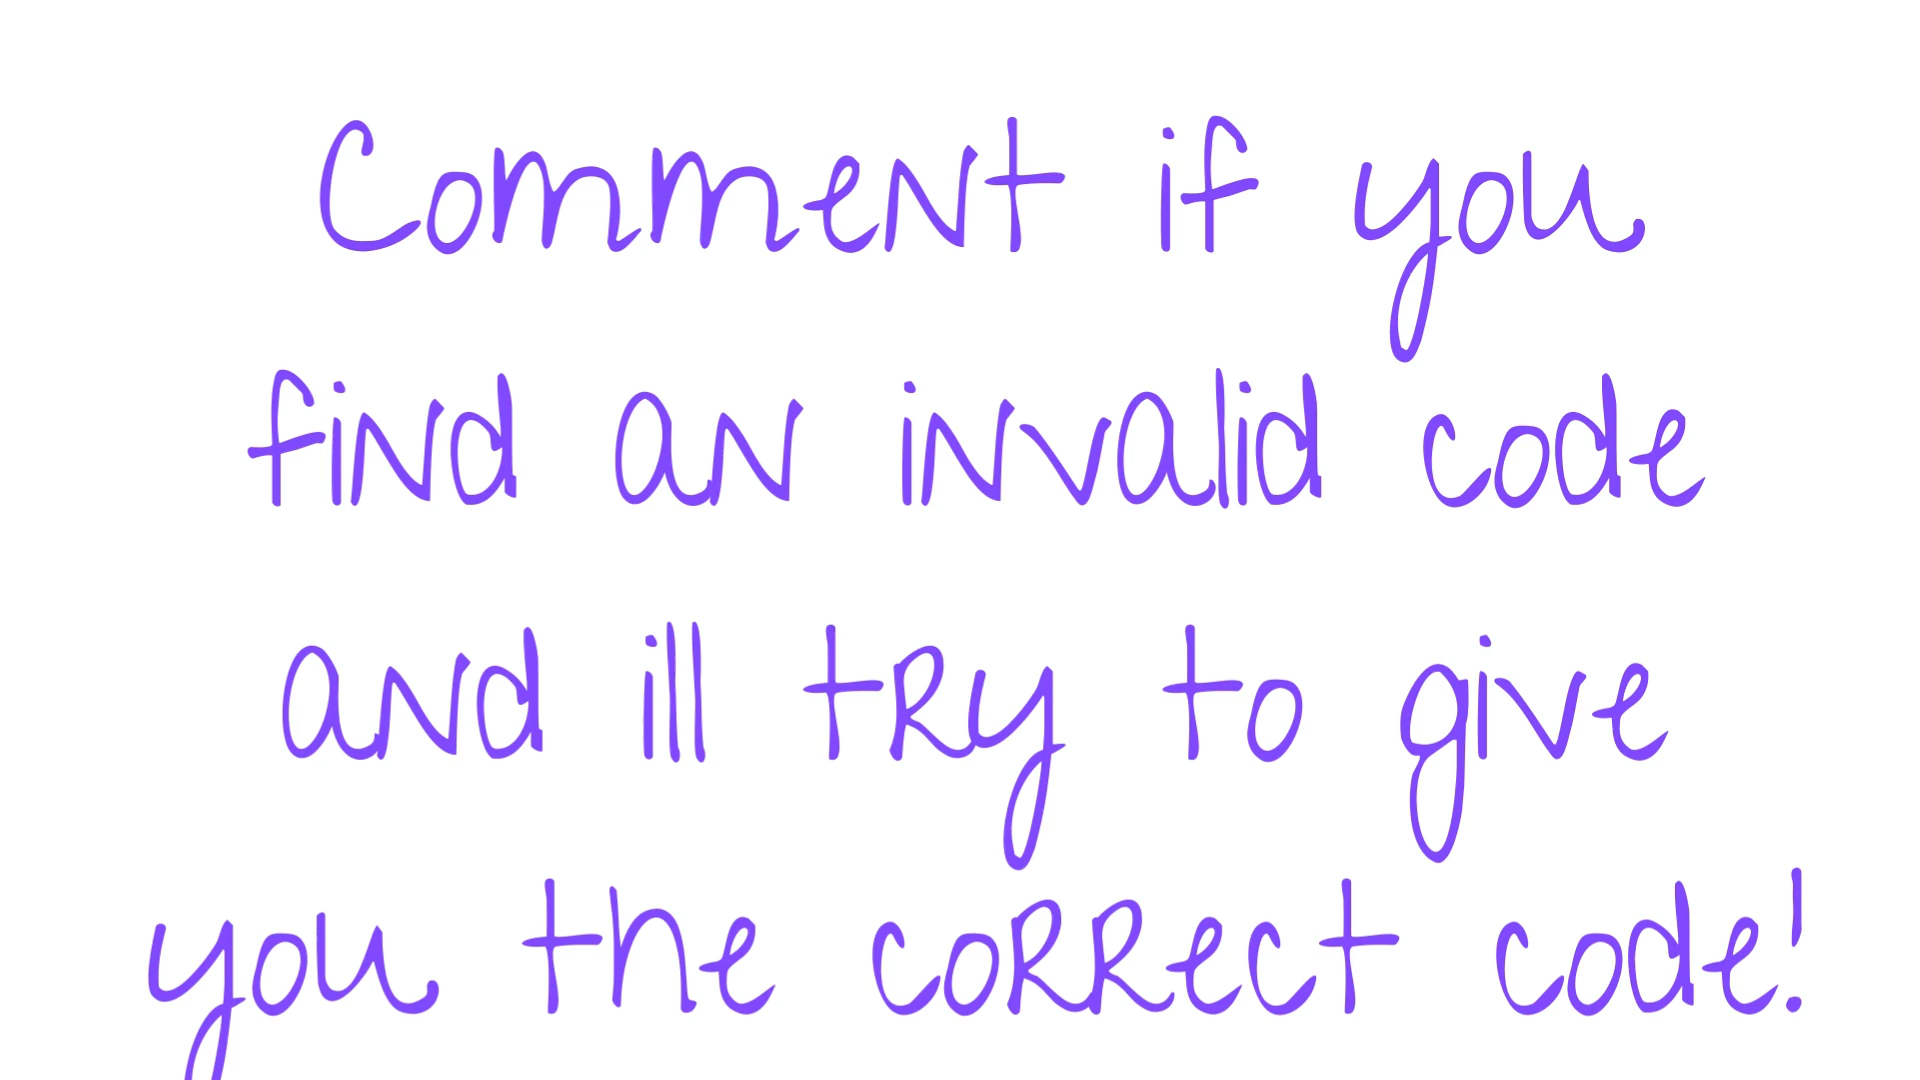 Comment if you
find an invalid code
and ill try to give
you the correct code!